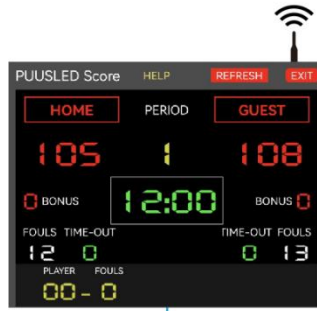 PUUSLED Score HELP REFRESH EXIT
HOME PERIOD GUEST
105 1 108
0 BONUS 12:00 BONUS 0
FOULS TIME-OUT TIME-OUT FOULS
12 0 0 13
PLAYER FOULS
00 - 0